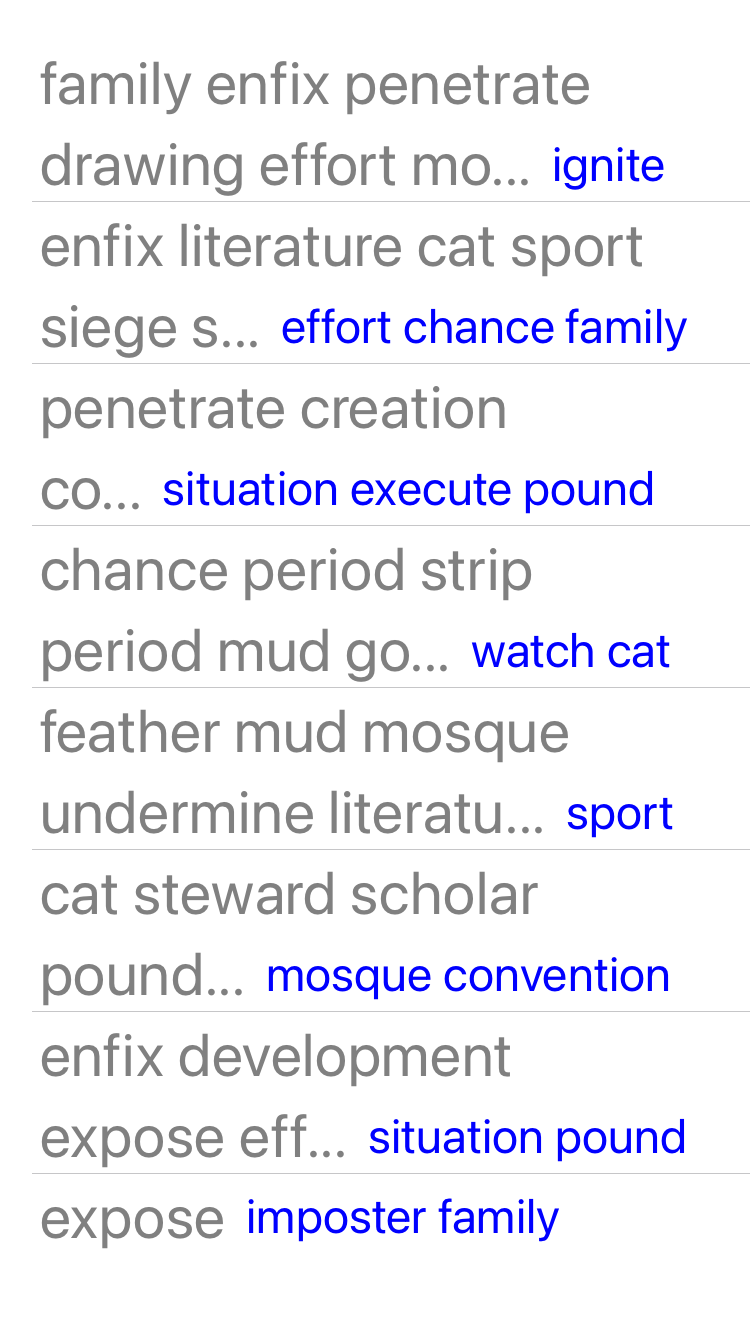 family enfix penetrate
drawing effort mo... ignite
enfix literature cat sport
siege s... effort chance family
penetrate creation
co... situation execute pound
chance period strip
period mud go... watch cat
feather mud mosque
undermine literatu... sport
cat steward scholar
pound... mosque convention
enfix development
expose eff... situation pound
expose imposter family